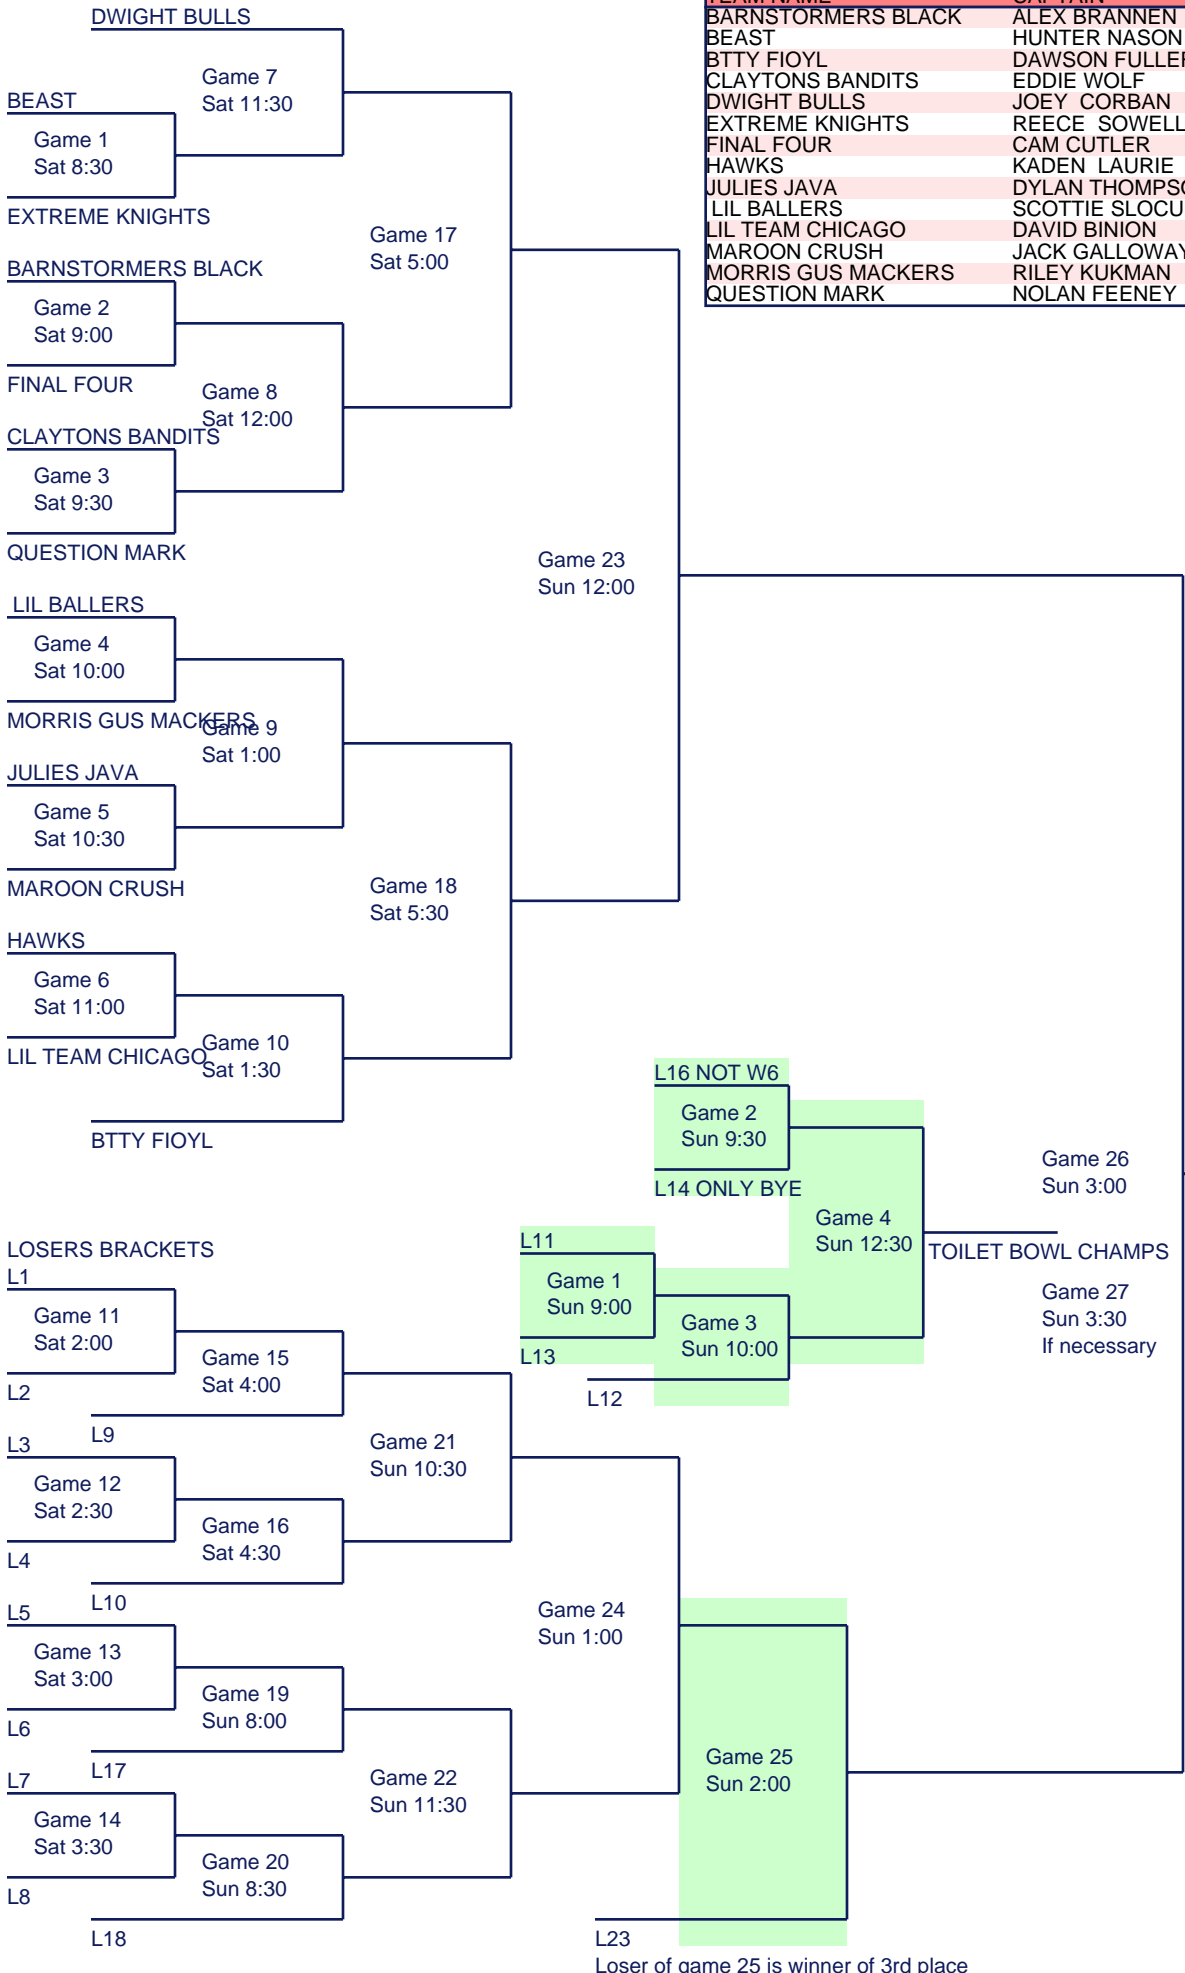 TEAM NAME CAPTAIN
BARNSTORMERS BLACK ALEX BRANNEN
BEAST HUNTER NASON
BTTY FIOYL DAWSON FULLER
CLAYTONS BANDITS EDDIE WOLF
DWIGHT BULLS JOEY CORBAN
EXTREME KNIGHTS REECE SOWELL
FINAL FOUR CAM CUTLER
HAWKS KADEN LAURIE
JULIES JAVA DYLAN
LIL BALLERS SCOTTIE
LIL TEAM CHICAGO DAVID BINION
MAROON CRUSH JACK GALLOWAY
MORRIS GUS MACKERS RILEY KUKMAN
QUESTION MARK NOLAN FEENEY
DWIGHT BULLS
Game 7
Sat 11:30
BEAST
Game 1
Sat 8:30
EXTREME KNIGHTS
Game 17
Sat 5:00
BARNSTORMERS BLACK
Game 2
Sat 9:00
FINAL FOUR
Game 8
Sat 12:00
CLAYTONS BANDITS
Game 3
Sat 9:30
QUESTION MARK
Game 23
Sun 12:00
LIL BALLERS
Game 4
Sat 10:00
MORRIS GUS MACKERS
Game 9
Sat 1:00
JULIES JAVA
Game 5
Sat 10:30
MAROON CRUSH
Game 18
Sat 5:30
HAWKS
Game 6
Sat 11:00
LIL TEAM CHICAGO
Game 10
Sat 1:30
BTTY FIOYL
L16 NOT W6
Game 2
Sun 9:30
L14 ONLY BYE
Game 26
Sun 3:00
Game 4
Sun 12:30
TOILET BOWL CHAMPS
L11
Game 1
Sun 9:00
L13
Game 3
Sun 10:00
L12
Game 27
Sun 3:30
If necessary
LOSERS BRACKETS
L1
Game 11
Sat 2:00
L2
Game 15
Sat 4:00
L9
L3
Game 12
Sat 2:30
L4
Game 21
Sun 10:30
Game 16
Sat 4:30
L10
L5
Game 13
Sat 3:00
L6
Game 24
Sun 1:00
Game 19
Sun 8:00
L17
L7
Game 14
Sat 3:30
L8
Game 22
Sun 11:30
Game 20
Sun 8:30
L18
Game 25
Sun 2:00
L23
Loser of game 25 is winner of 3rd place